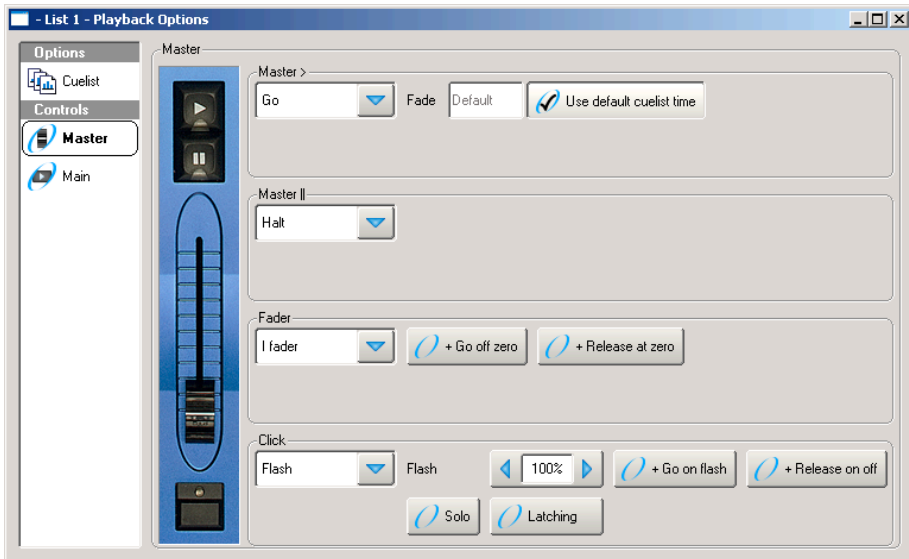 - List 1 - Playback Options
Options
Cuelist
Controls
Master
Main
Master
Master >
Go
Fade
Default
Use default cuelist time
Master ||
Halt
Fader
I fader
+ Go off zero
+ Release at zero
Click
Flash
Flash
100%
+ Go on flash
+ Release on off
Solo
Latching